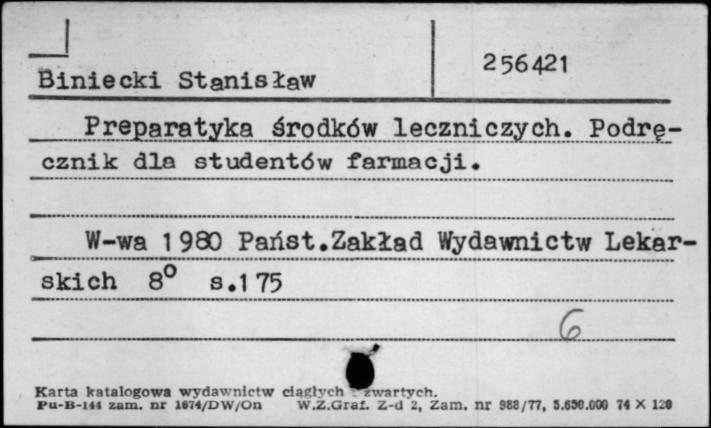 256421
Biniecki Stanisław
Preparatyka środków leczniczych. Podrę-
cznik dla studentów farmacji.
W-wa 1980 Państ.Zakład Wydawnictw Lekar-
skich 8° s.175
6
Karta katalogowa wydawnictw ciągłych zwartych.
Pu-B-144 zam. nr 1674/DW/On W.Z.Graf. Z-d 2, Zam. nr 988/77, 5.650.000 74 X 120